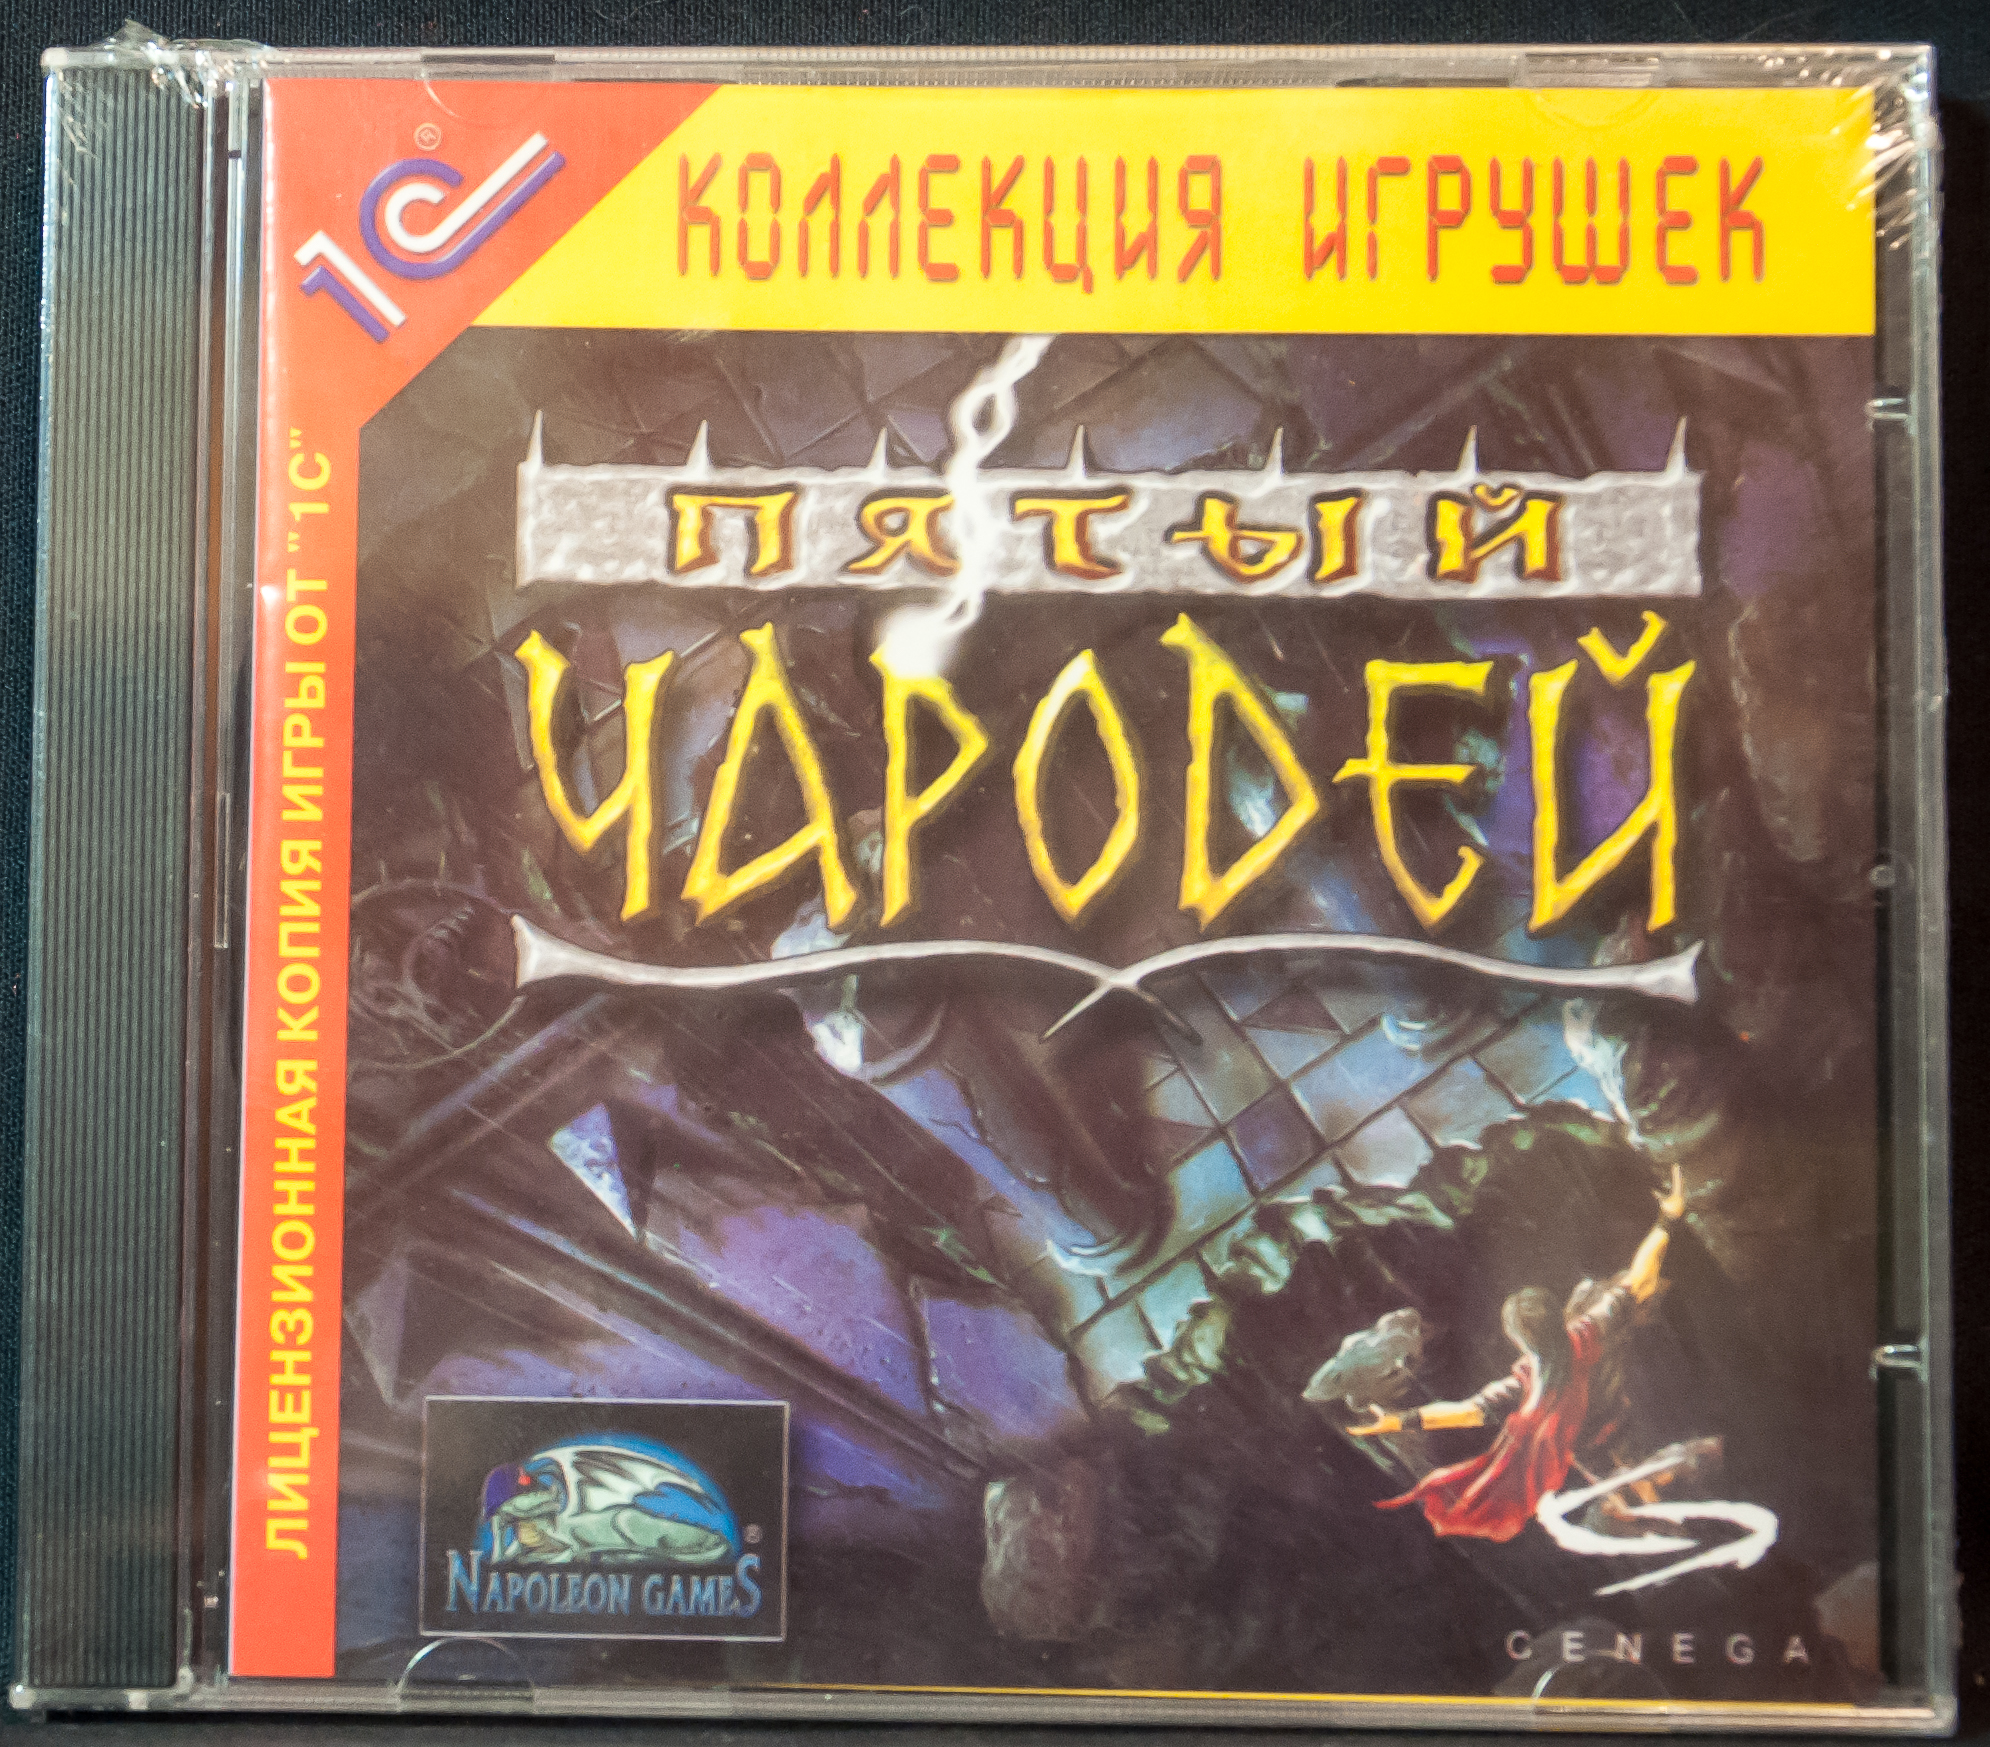 1С®
КОЛЛЕКЦИЯ ИГРУШЕК
ЛИЦЕНЗИОННАЯ КОПИЯ ИГРЫ ОТ "1С"
ПЯТЫЙ
ЧАРОДЕЙ
NAPOLEON GAMES®
CENEGA